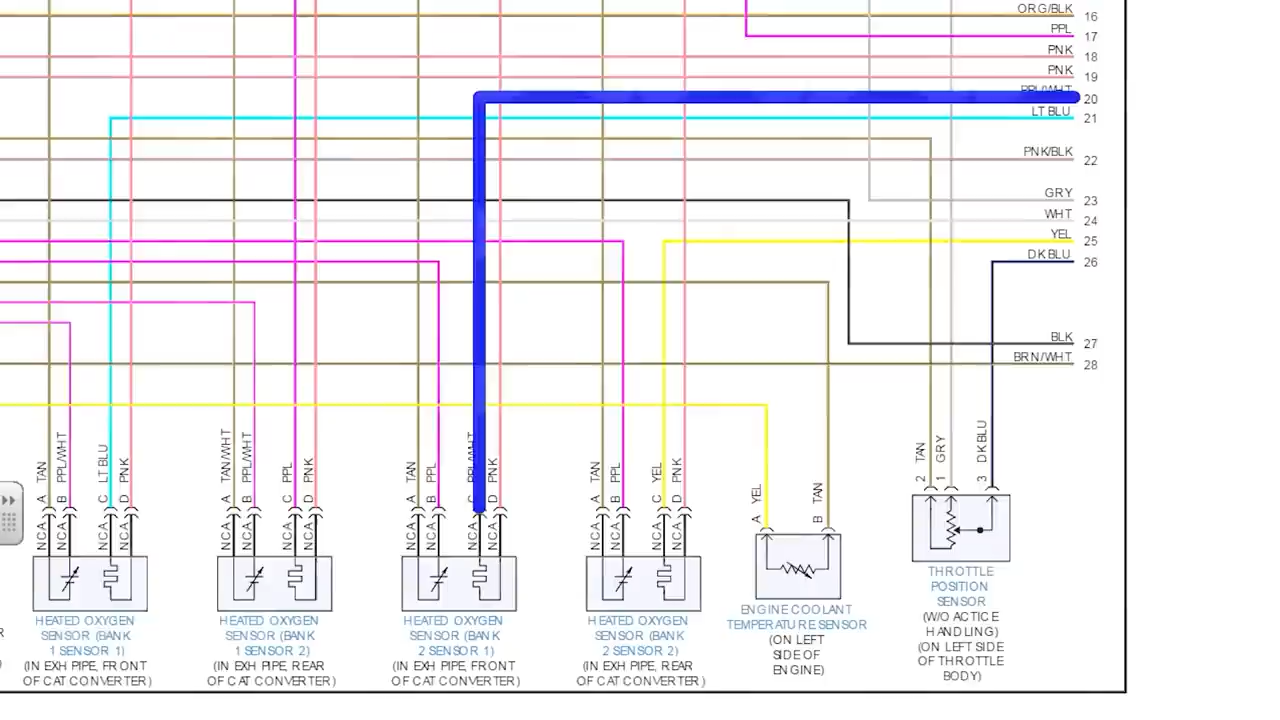 ORG/BLK 16
PPL 17
PNK 18
PNK 19
PPL/WHT 20
LT BLU 21
PNK/BLK 22
GRY 23
WHT 24
YEL 25
DK BLU 26
BLK 27
BRN/WHT 28
A TAN
B PPL/WHT
C LT BLU
D PNK
A TAN/WHT
B PPL/WHT
C PPL
D PNK
A TAN
B PPL
C PPL/WHT
D PNK
A TAN
B PPL
C YEL
D PNK
A YEL
B TAN
2 TAN
1 GRY
3 DK BLU
NCA NCA NCA NCA
NCA NCA NCA NCA
NCA NCA NCA NCA
NCA NCA NCA NCA
HEATED OXYGEN
SENSOR (BANK
1 SENSOR 1)
(IN EXH PIPE, FRONT
OF CAT CONVERTER)
HEATED OXYGEN
SENSOR (BANK
1 SENSOR 2)
(IN EXH PIPE, REAR
OF CAT CONVERTER)
HEATED OXYGEN
SENSOR (BANK
2 SENSOR 1)
(IN EXH PIPE, FRONT
OF CAT CONVERTER)
HEATED OXYGEN
SENSOR (BANK
2 SENSOR 2)
(IN EXH PIPE, REAR
OF CAT CONVERTER)
ENGINE COOLANT
TEMPERATURE SENSOR
(ON LEFT
SIDE OF
ENGINE)
THROTTLE
POSITION
SENSOR
(W/O ACTICE
HANDLING)
(ON LEFT SIDE
OF THROTTLE
BODY)